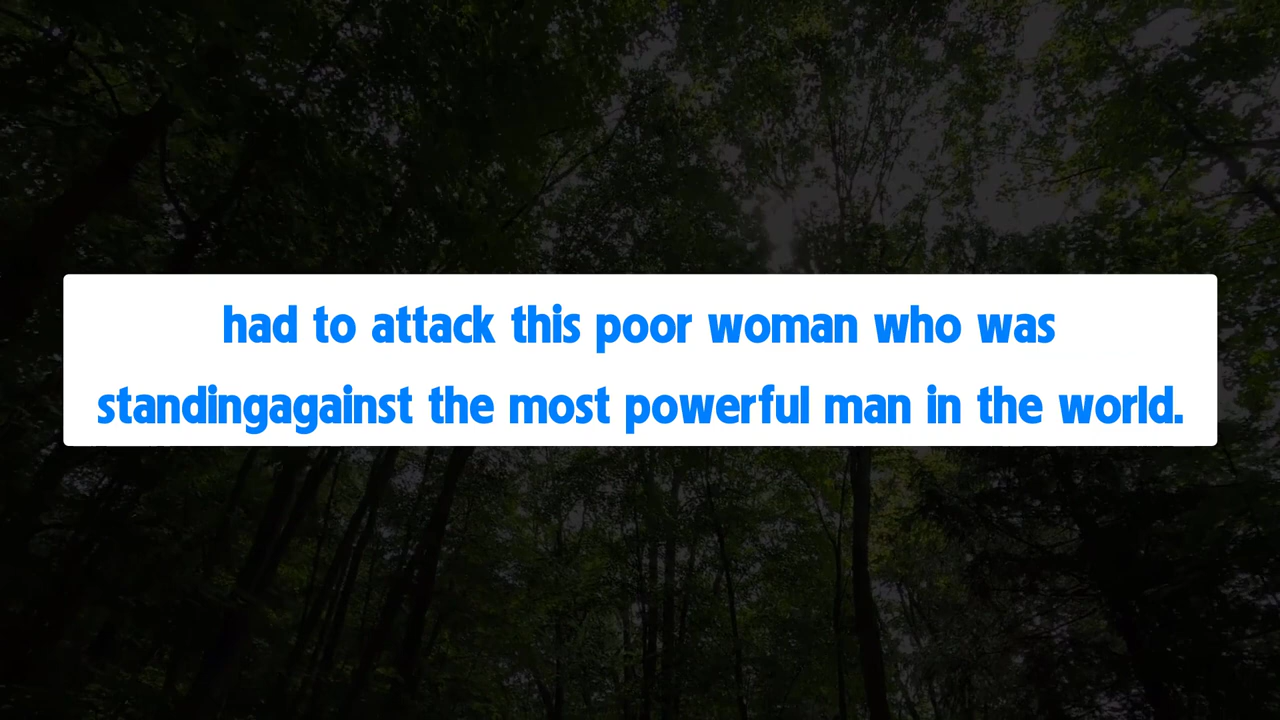 had to attack this poor woman who was
standingagainst the most powerful man in the world.